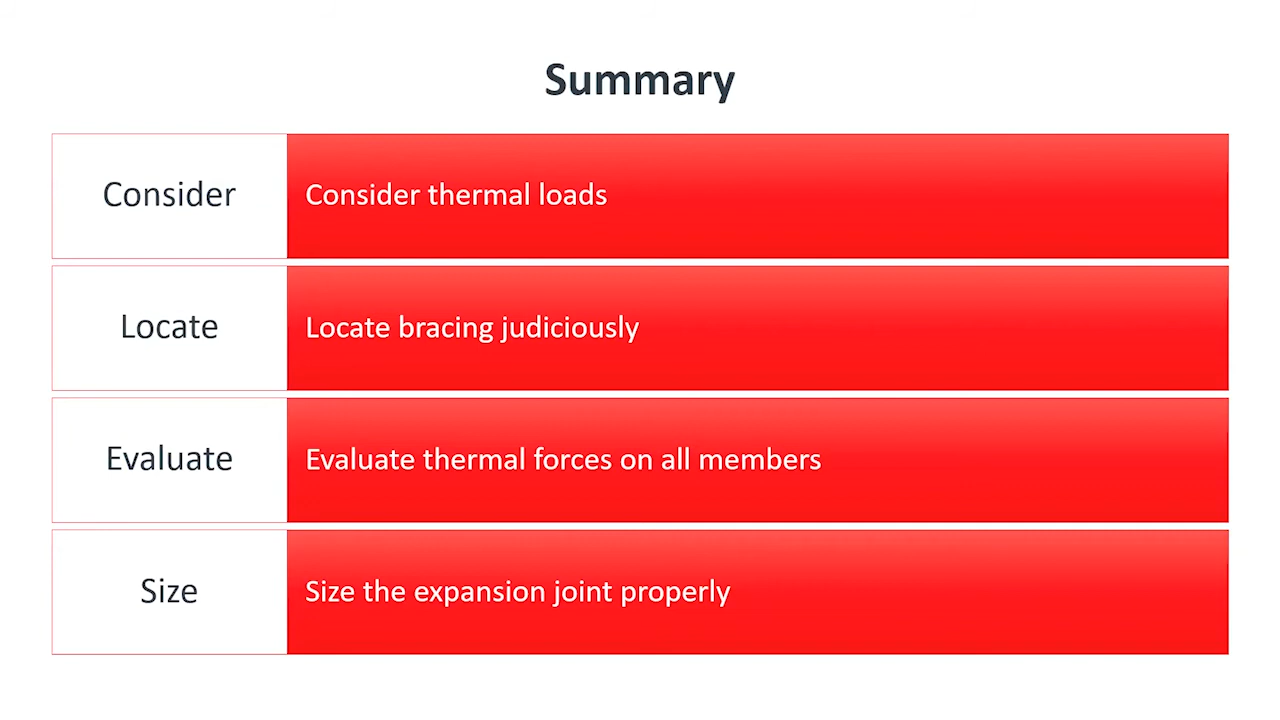 Summary
Consider
Consider thermal loads
Locate
Locate bracing judiciously
Evaluate
Evaluate thermal forces on all members
Size
Size the expansion joint properly